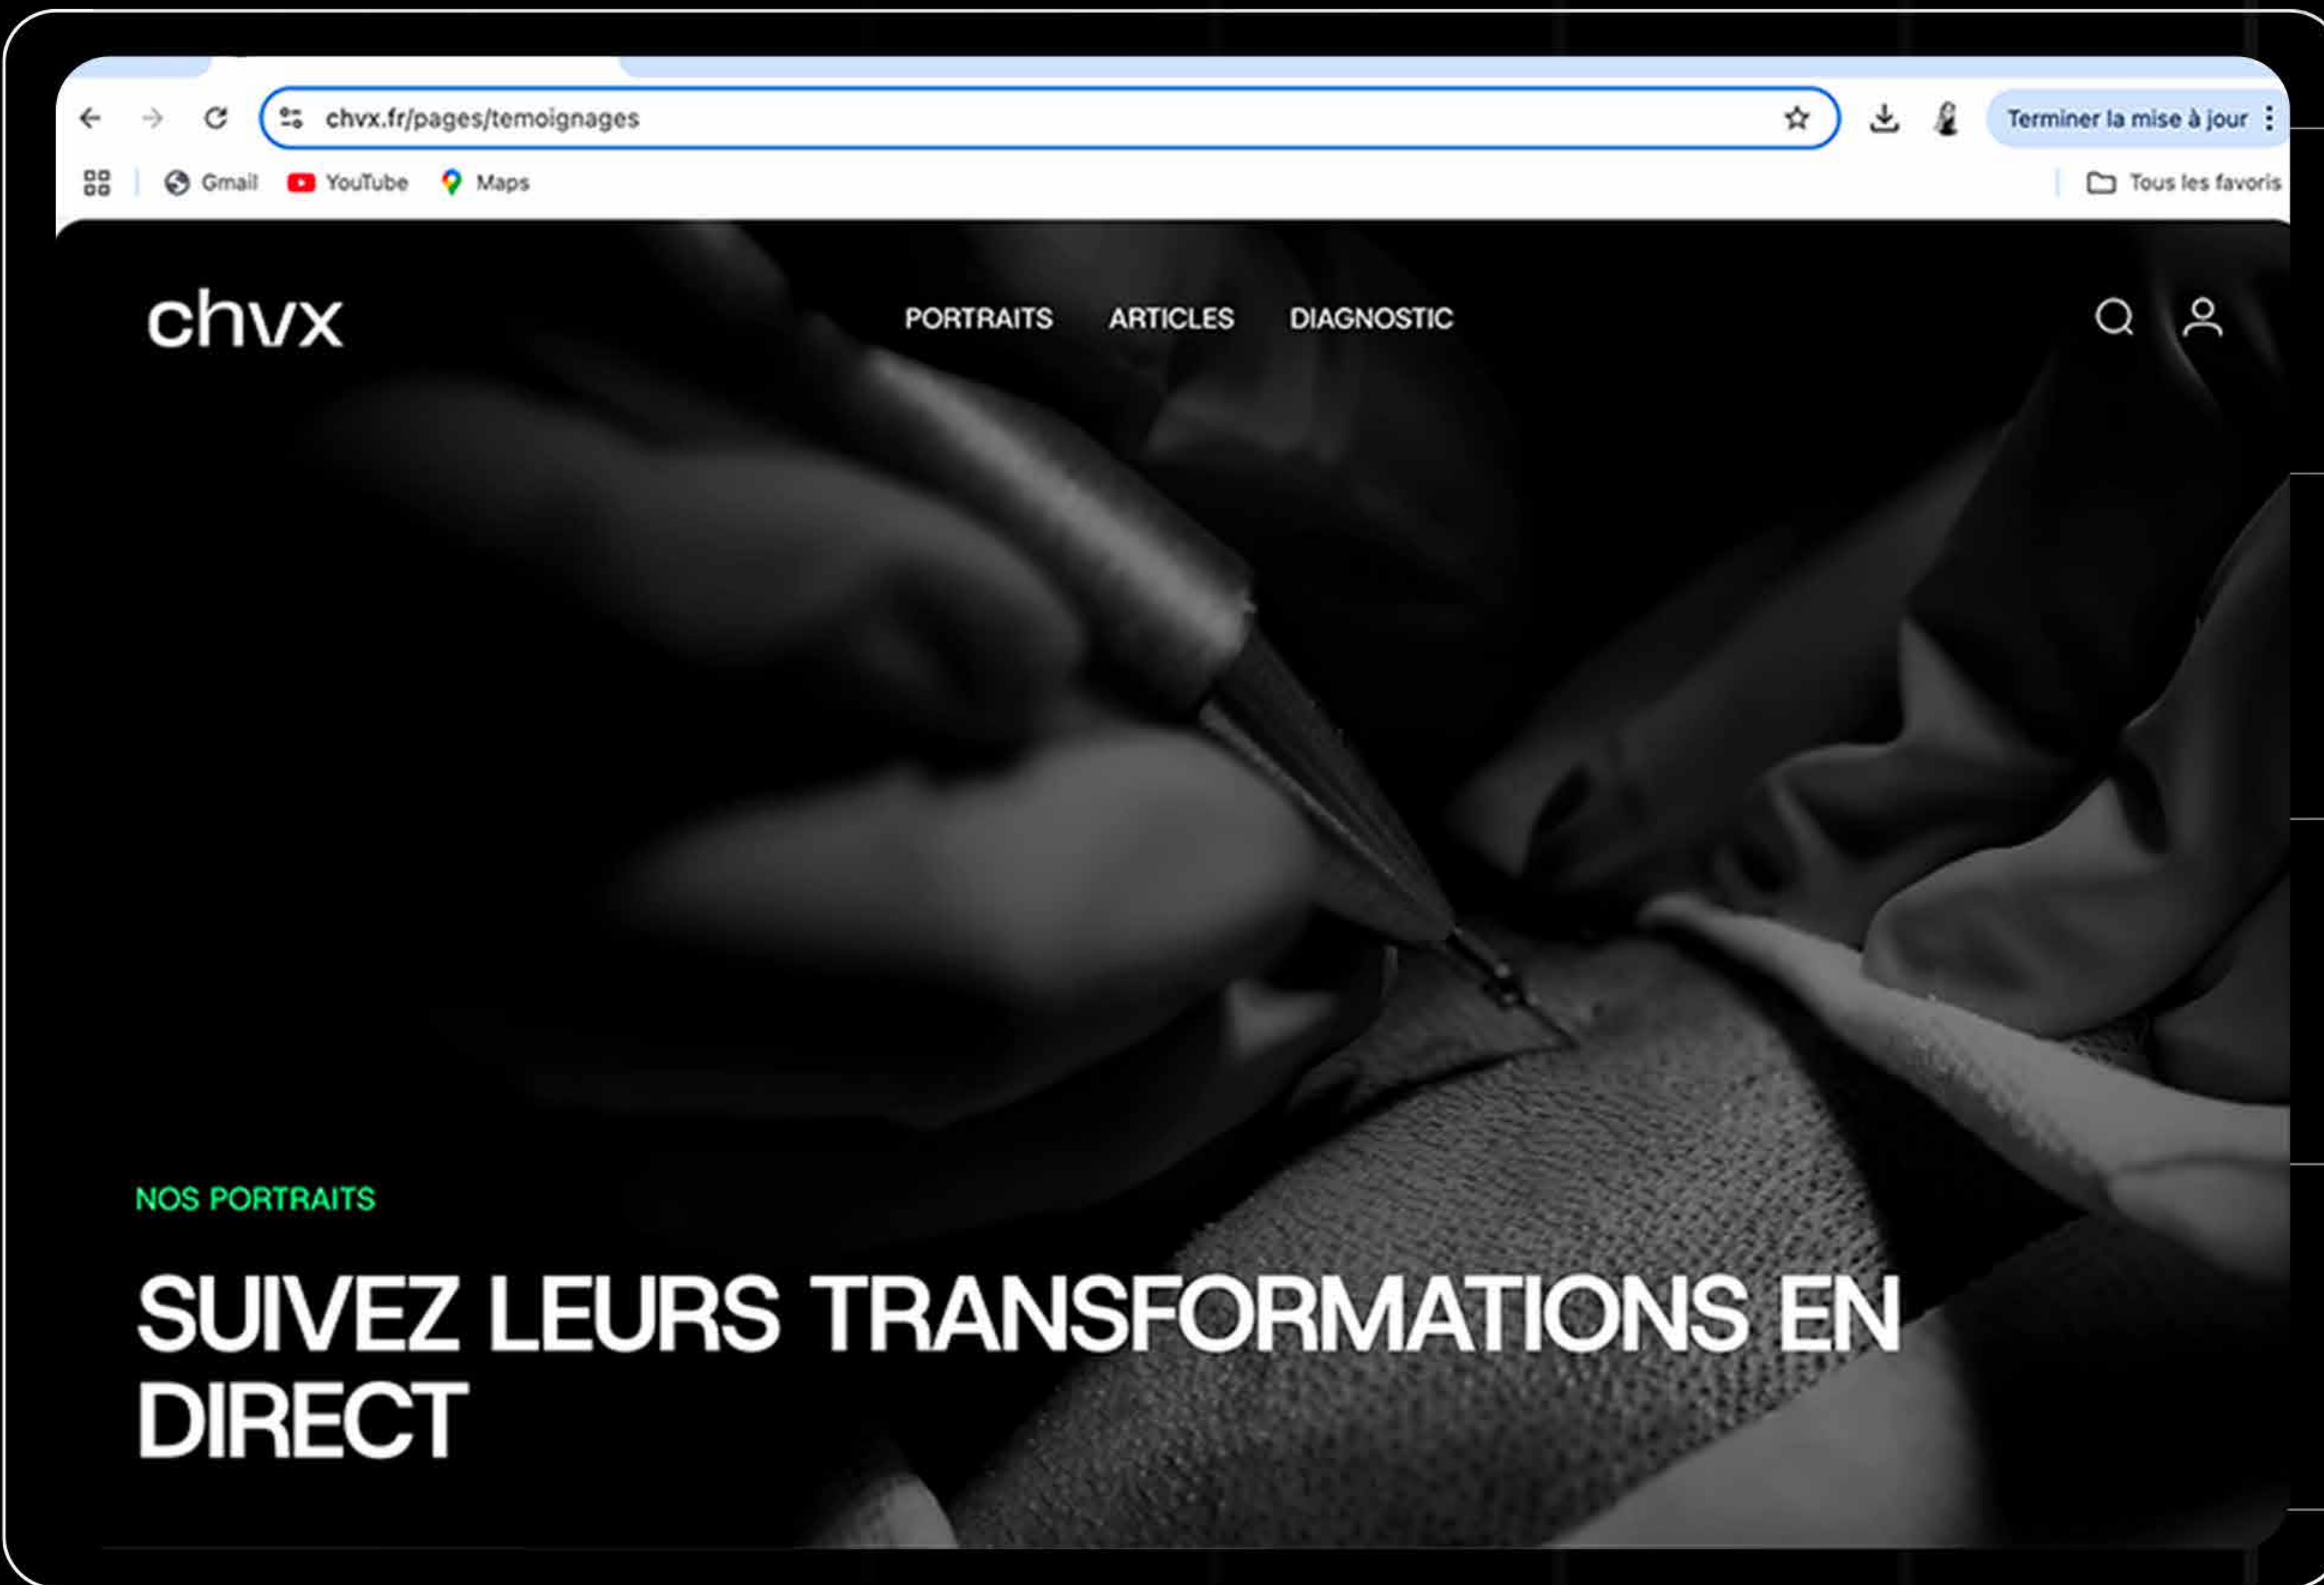 chvx.fr/pages/temoignages
Terminer la mise à jour
Gmail
YouTube
Maps
Tous les favoris
chvx
PORTRAITS
ARTICLES
DIAGNOSTIC
NOS PORTRAITS
SUIVEZ LEURS TRANSFORMATIONS EN
DIRECT